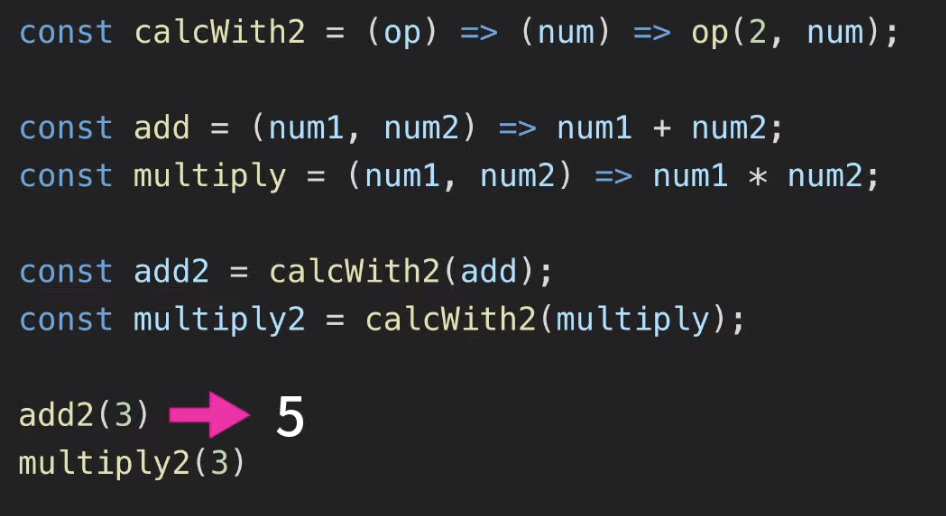 const calcWith2 = (op) => (num) => op(2, num);
const add = (num1, num2) => num1 + num2;
const multiply = (num1, num2) => num1 * num2;
const add2 = calcWith2(add);
const multiply2 = calcWith2(multiply);
add2(3) 5
multiply2(3)